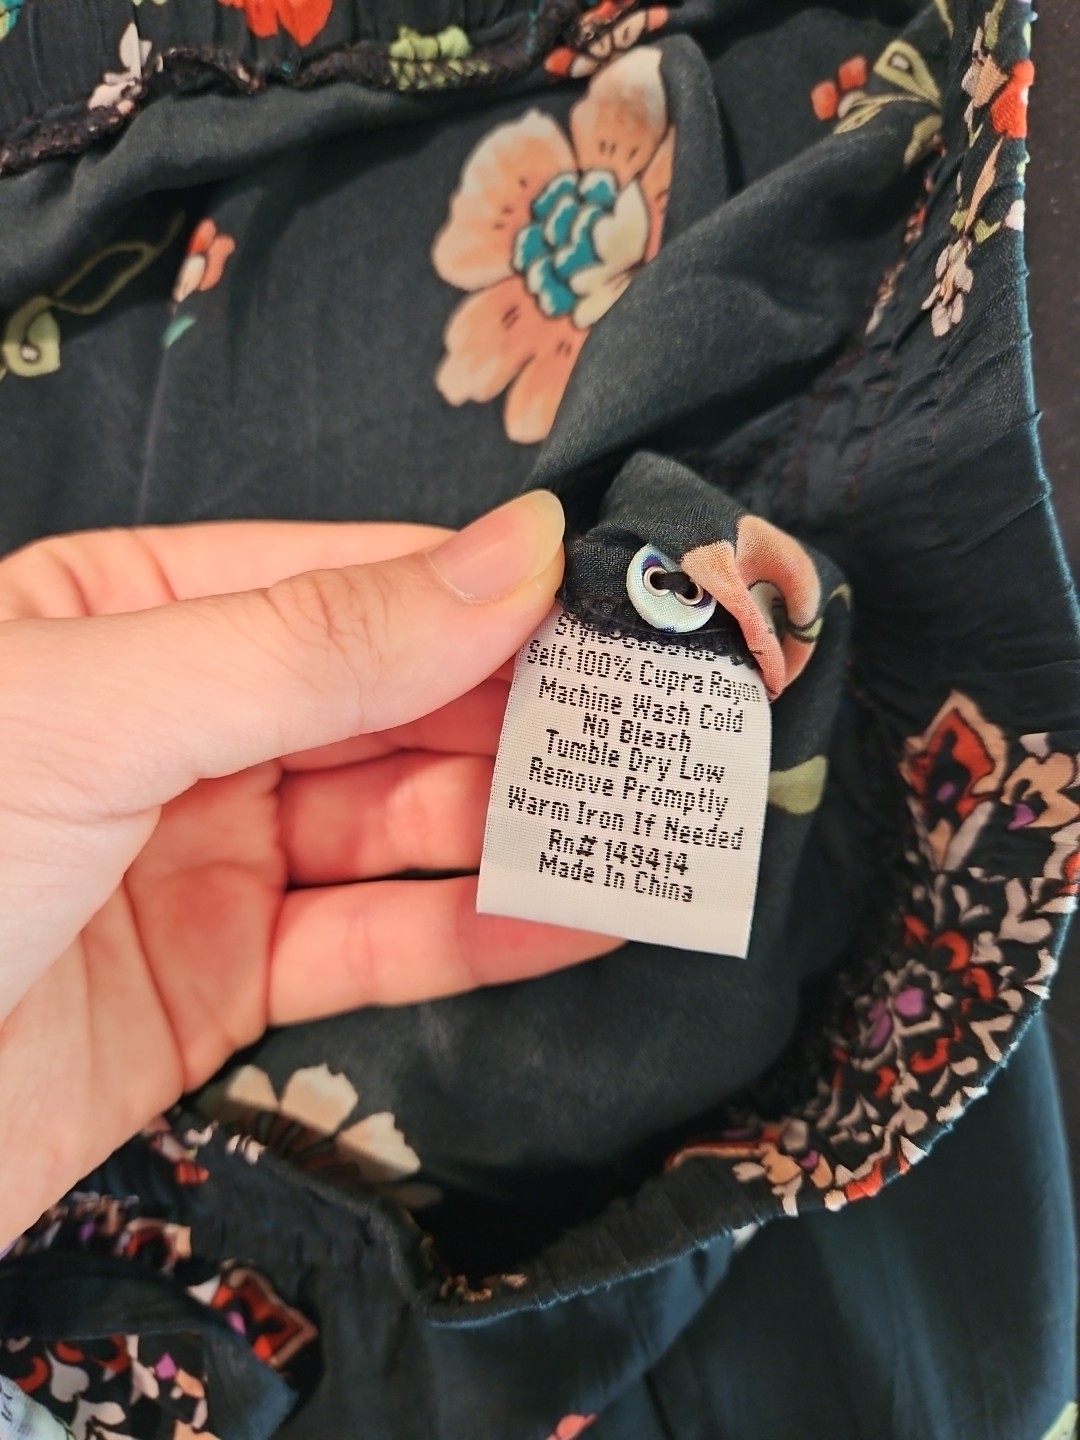 Self:100% Cupra Rayon
Machine Wash Cold
No Bleach
Tumble Dry Low
Remove Promptly
Warm Iron If Needed
Rn# 149414
Made In China